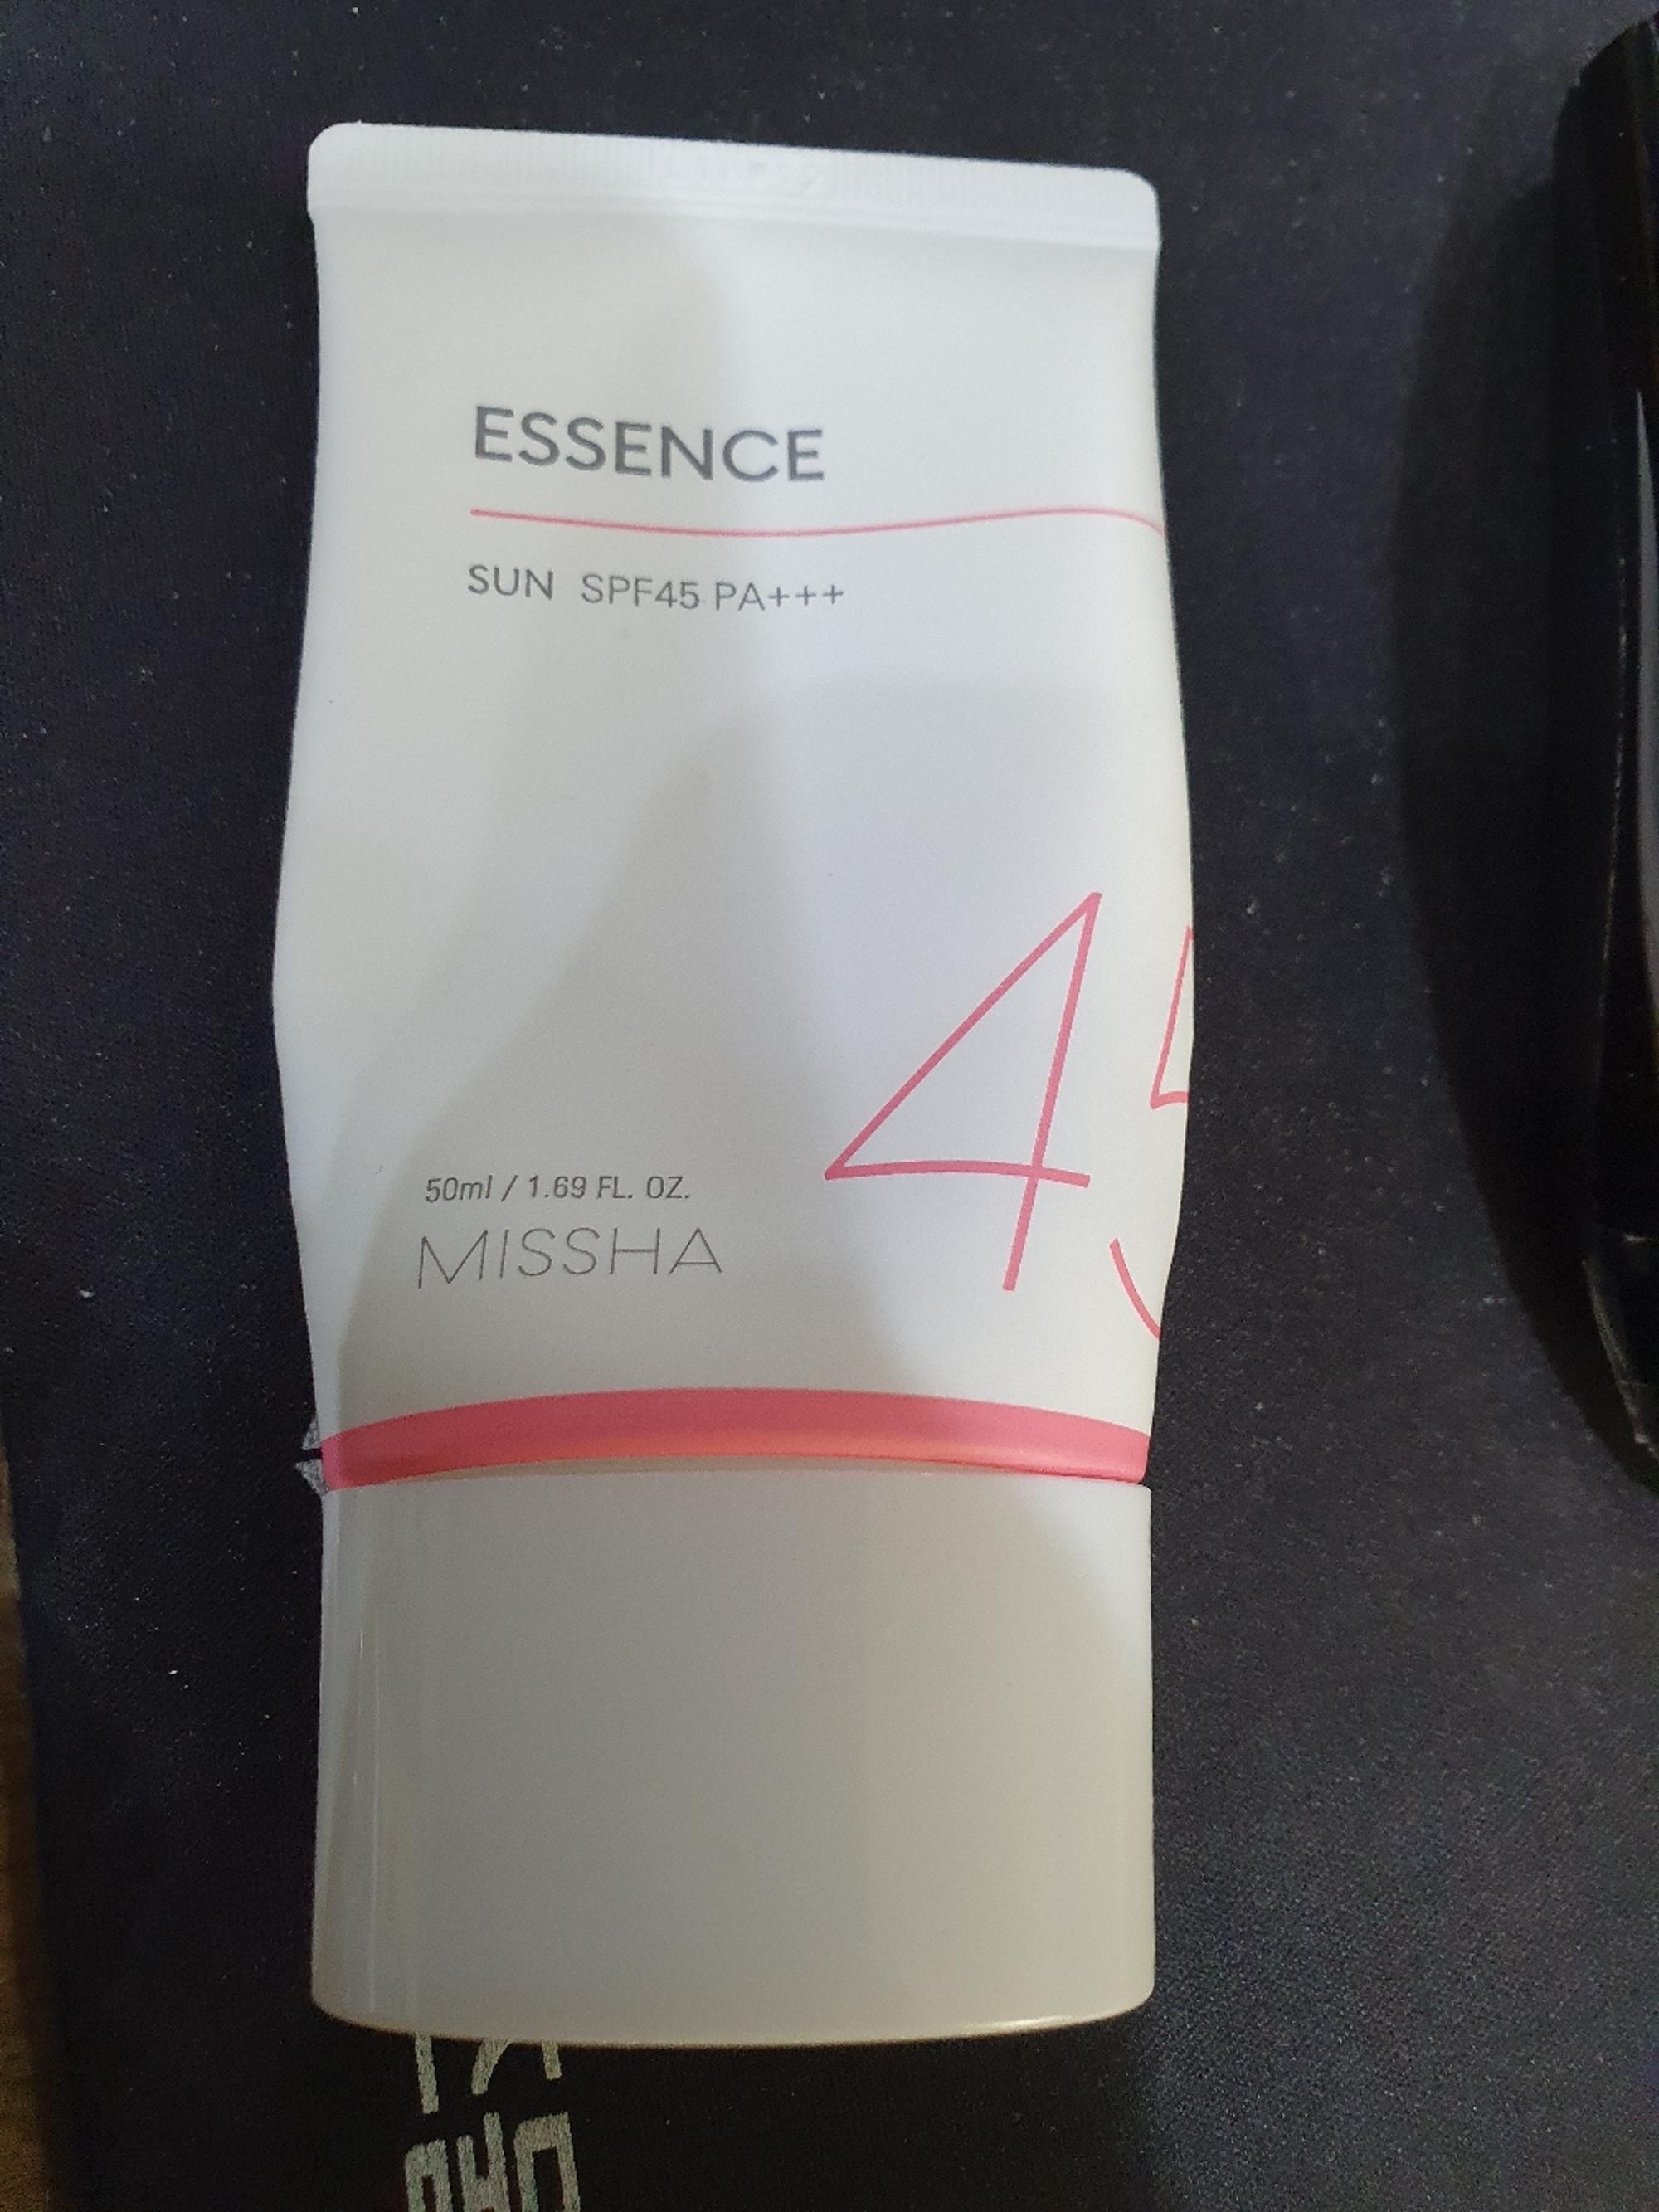 ESSENCE
SUN SPF45 PA+++
45
50ml / 1.69 FL. OZ.
MISSHA